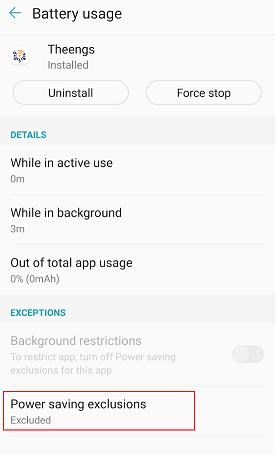 Battery usage
Theengs
Installed
Uninstall
Force stop
DETAILS
While in active use
0m
While in background
3m
Out of total app usage
0% (0mAh)
EXCEPTIONS
Background restrictions
To restrict app, turn off Power saving
exclusions for this app
Power saving exclusions
Excluded